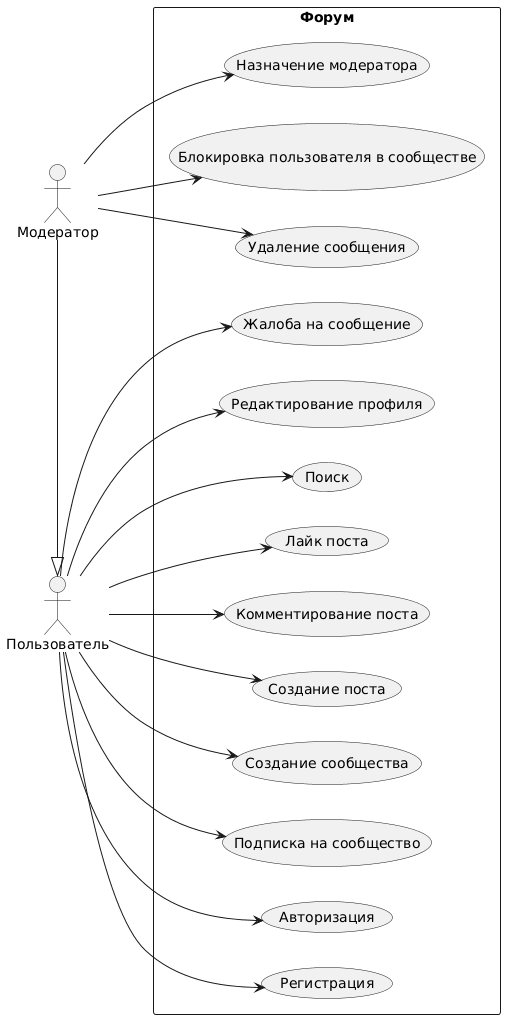 Форум
Назначение модератора
Блокировка пользователя в сообществе
Модератор
Удаление сообщения
Жалоба на сообщение
Редактирование профиля
Поиск
Лайк поста
Комментирование поста
Пользователь
Создание поста
Создание сообщества
Подписка на сообщество
Авторизация
Регистрация